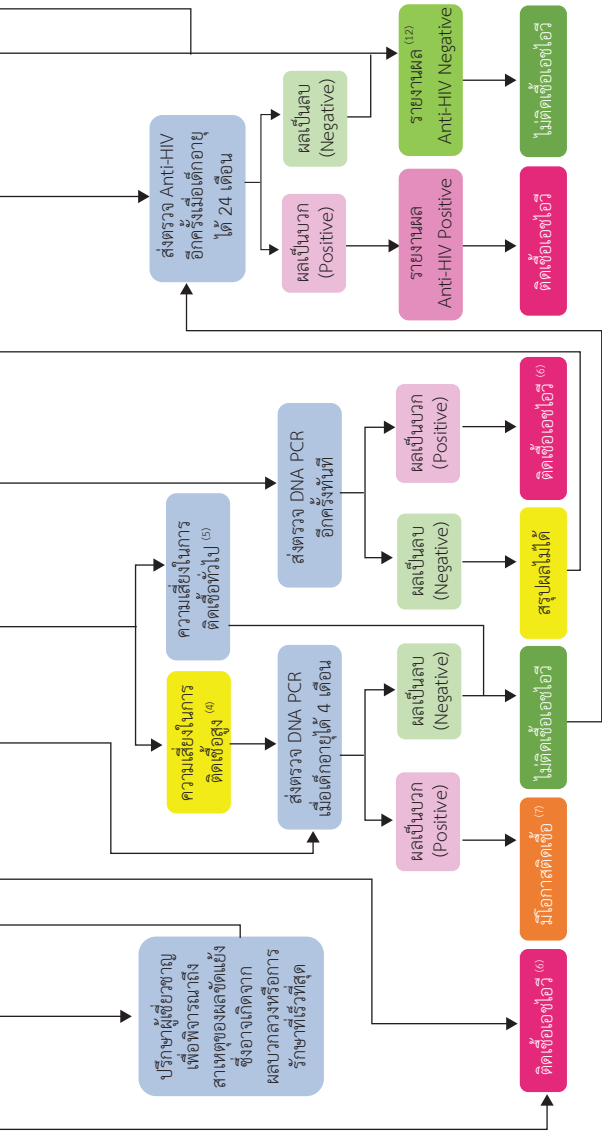 ปรึกษาผู้เชี่ยวชาญ
เพื่อพิจารณาถึง
สาเหตุของผลขัดแย้ง
ซึ่งอาจเกิดจาก
ผลบวกลวงหรือการ
รักษาที่เร็วที่สุด
ติดเชื้อเอชไอวี (6)
ความเสี่ยงในการ
ติดเชื้อสูง (4)
ความเสี่ยงในการ
ติดเชื้อทั่วไป (5)
ส่งตรวจ DNA PCR
เมื่อเด็กอายุได้ 4 เดือน
ผลเป็นบวก
(Positive)
ผลเป็นลบ
(Negative)
มีโอกาสติดเชื้อ (7)
ไม่ติดเชื้อเอชไอวี
ส่งตรวจ DNA PCR
อีกครั้งทันที
ผลเป็นลบ
(Negative)
ผลเป็นบวก
(Positive)
สรุปผลไม่ได้
ติดเชื้อเอชไอวี (6)
ส่งตรวจ Anti-HIV
อีกครั้งเมื่อเด็กอายุ
ได้ 24 เดือน
ผลเป็นบวก
(Positive)
ผลเป็นลบ
(Negative)
รายงานผล
Anti-HIV Positive
รายงานผล (12)
Anti-HIV Negative
ติดเชื้อเอชไอวี
ไม่ติดเชื้อเอชไอวี